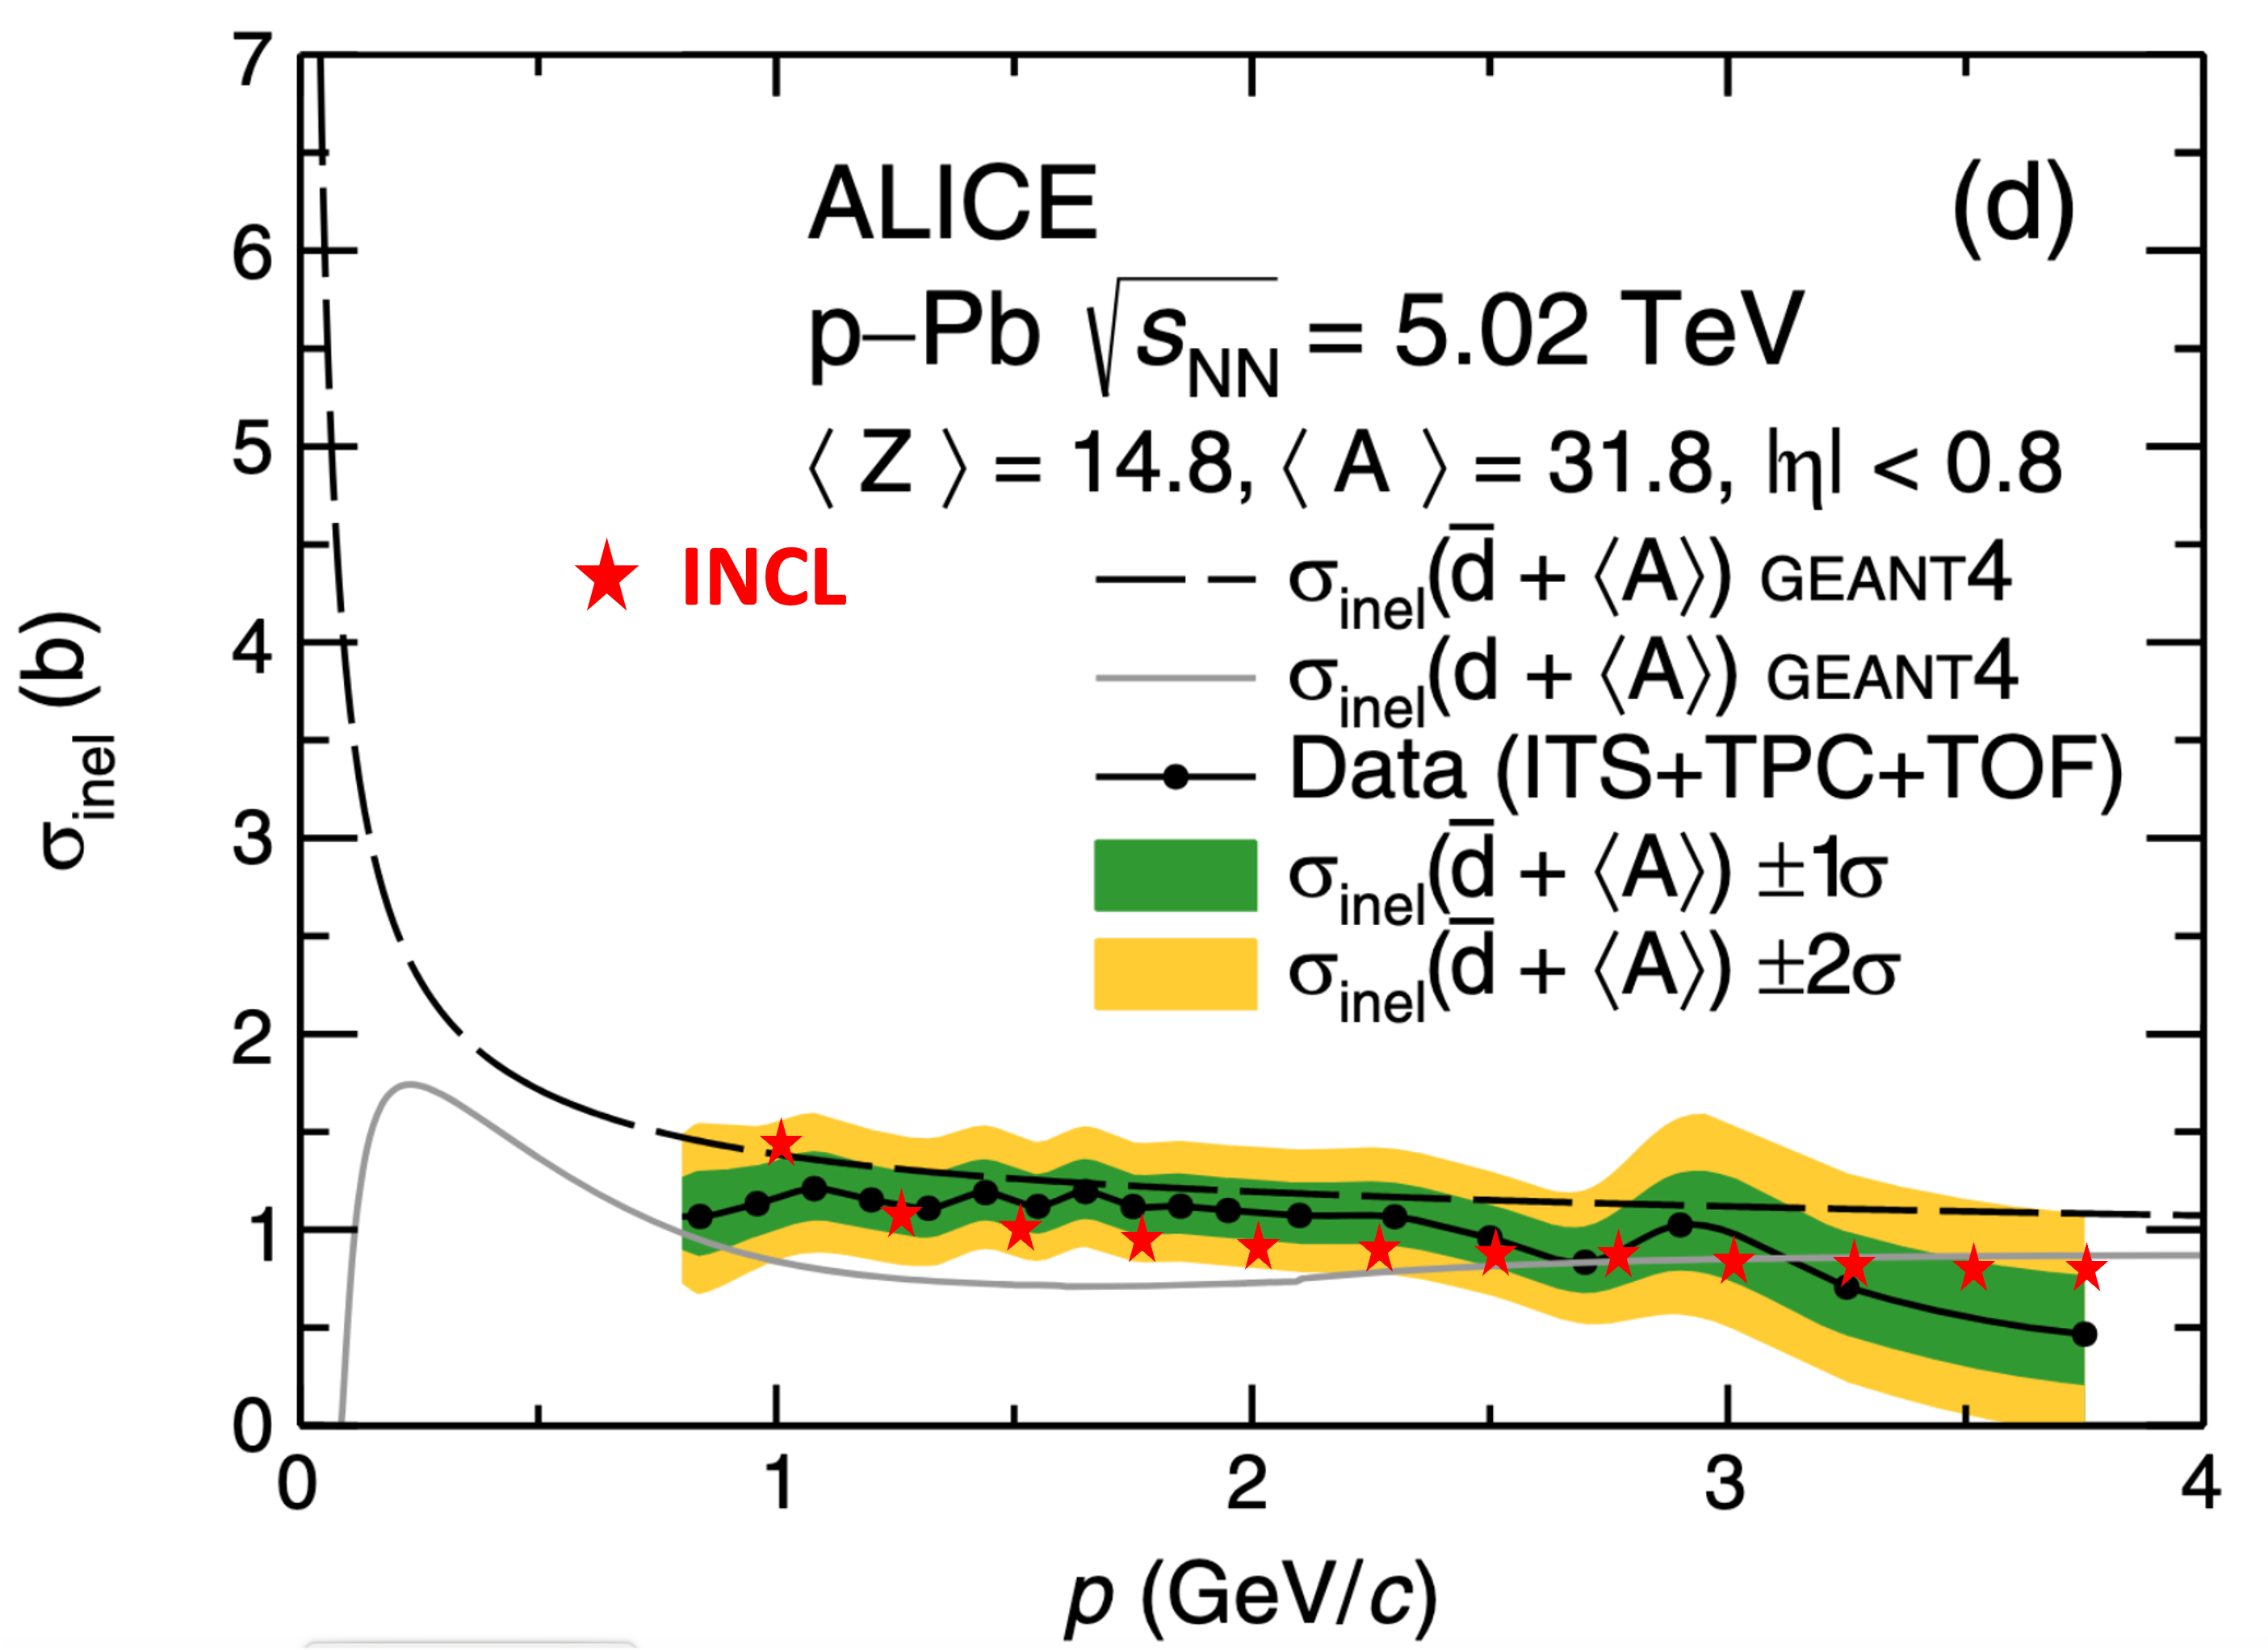 7
6
5
4
3
2
1
0
σinel (b)
ALICE
(d)
p–Pb √sNN = 5.02 TeV
⟨ Z ⟩ = 14.8, ⟨ A ⟩ = 31.8, |η| < 0.8
INCL
σinel(d̅ + ⟨A⟩) GEANT4
σinel(d + ⟨A⟩) GEANT4
Data (ITS+TPC+TOF)
σinel(d̅ + ⟨A⟩) ±1σ
σinel(d̅ + ⟨A⟩) ±2σ
0 1 2 3 4
p (GeV/c)